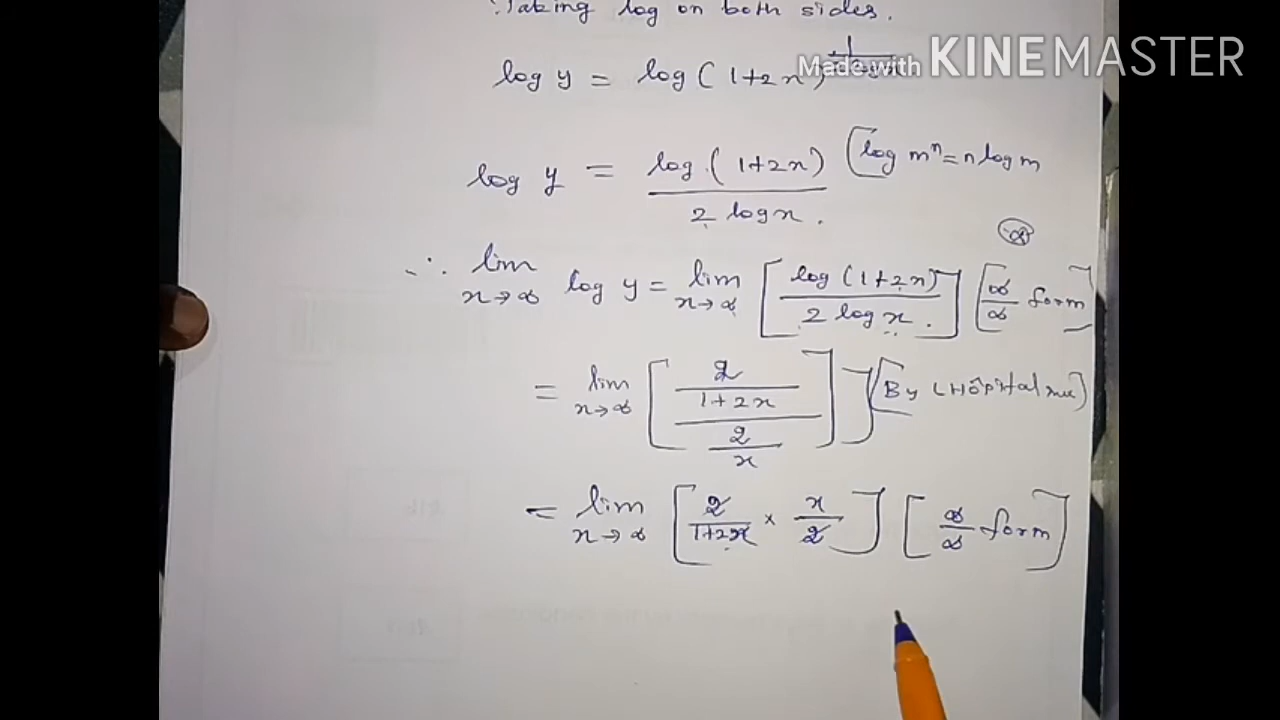 Taking log on both sides.
Made with KINEMASTER
log y = log (1+2x)^1/2logx
log y = log (1+2x) / 2 log x. [log m^n = n log m
∞
∴ lim x→∞ log y = lim x→∞ [log (1+2x) / 2 log x.] [∞/∞ form]
= lim x→∞ [2/(1+2x) / 2/x] [By L Hôpital rule]
= lim x→∞ [2/(1+2x) × x/2] [∞/∞ form]